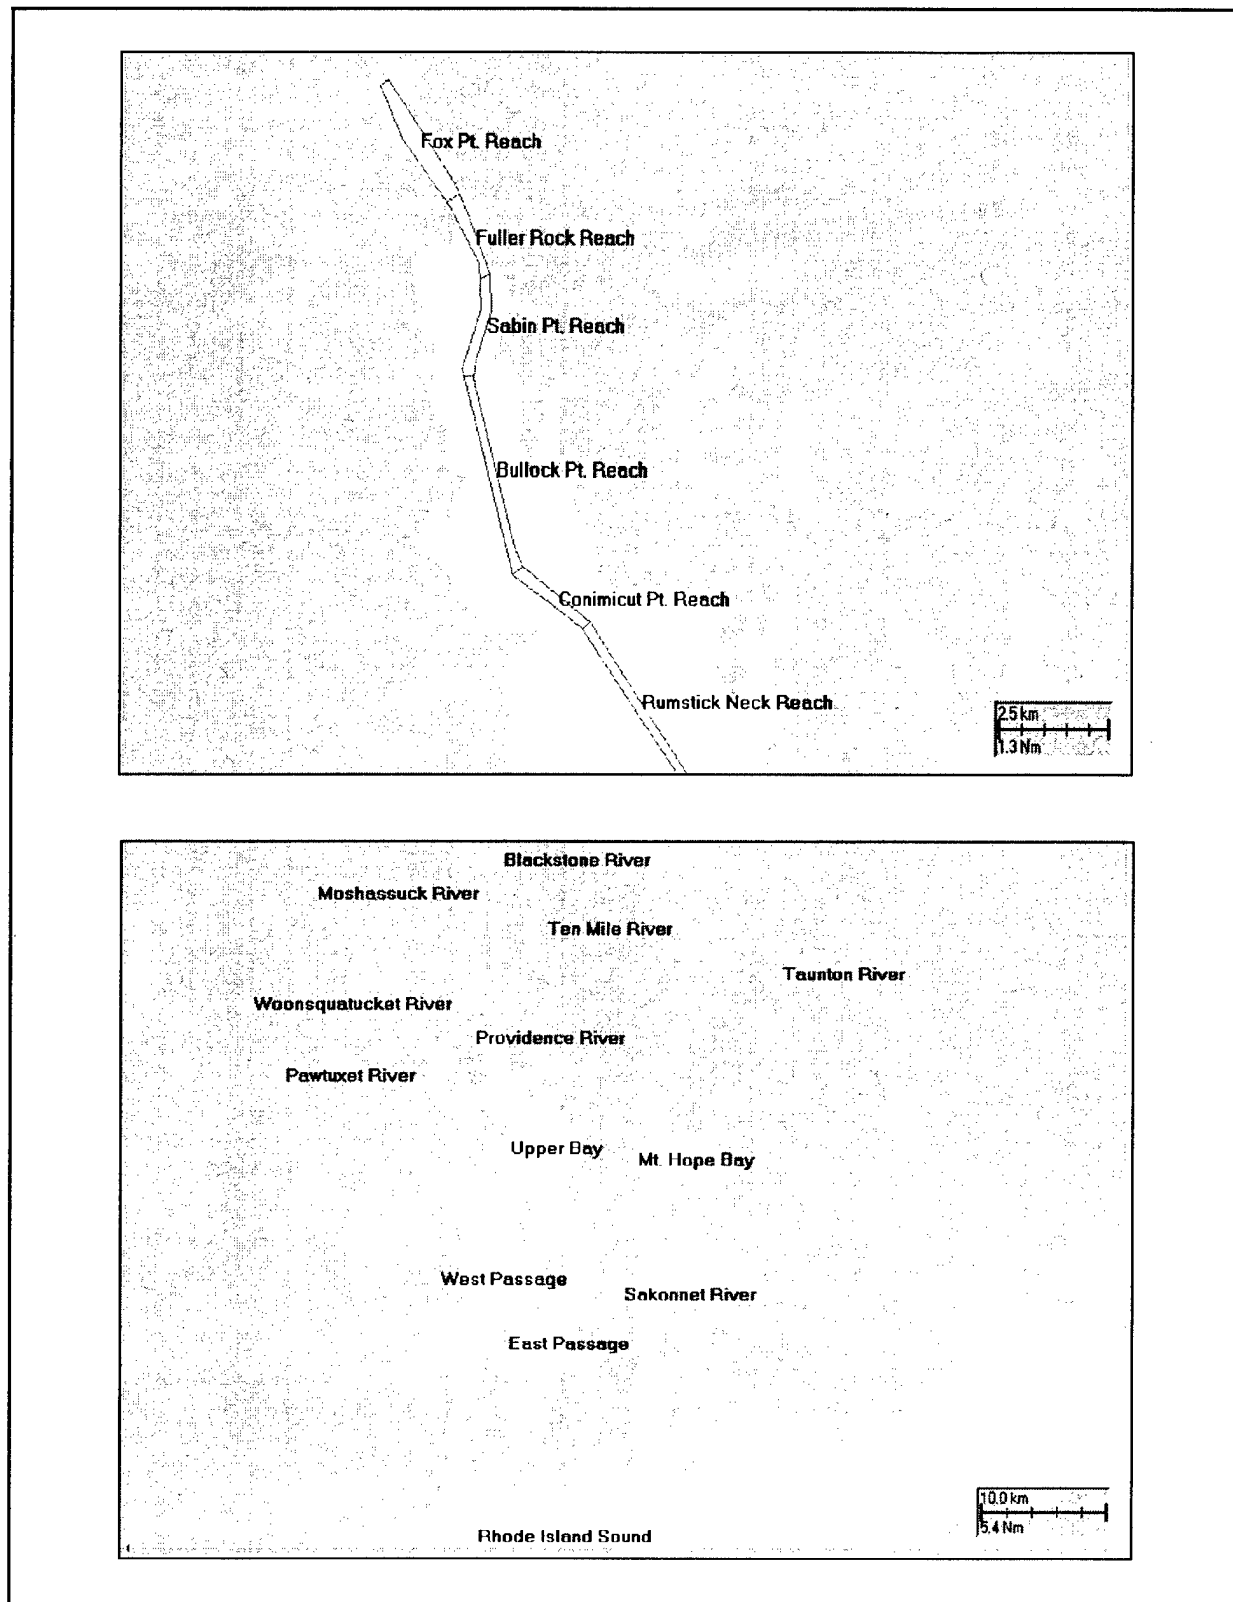 Fox Pt. Reach
Fuller Rock Reach
Sabin Pt. Reach
Bullock Pt. Reach
Conimicut Pt. Reach
Rumstick Neck Reach
2.5 km
1.3 Nm
Blackstone River
Moshassuck River
Ten Mile River
Taunton River
Woonsquatucket River
Providence River
Pawtuxet River
Upper Bay
Mt. Hope Bay
West Passage
Sakonnet River
East Passage
10.0 km
5.4 Nm
Rhode Island Sound